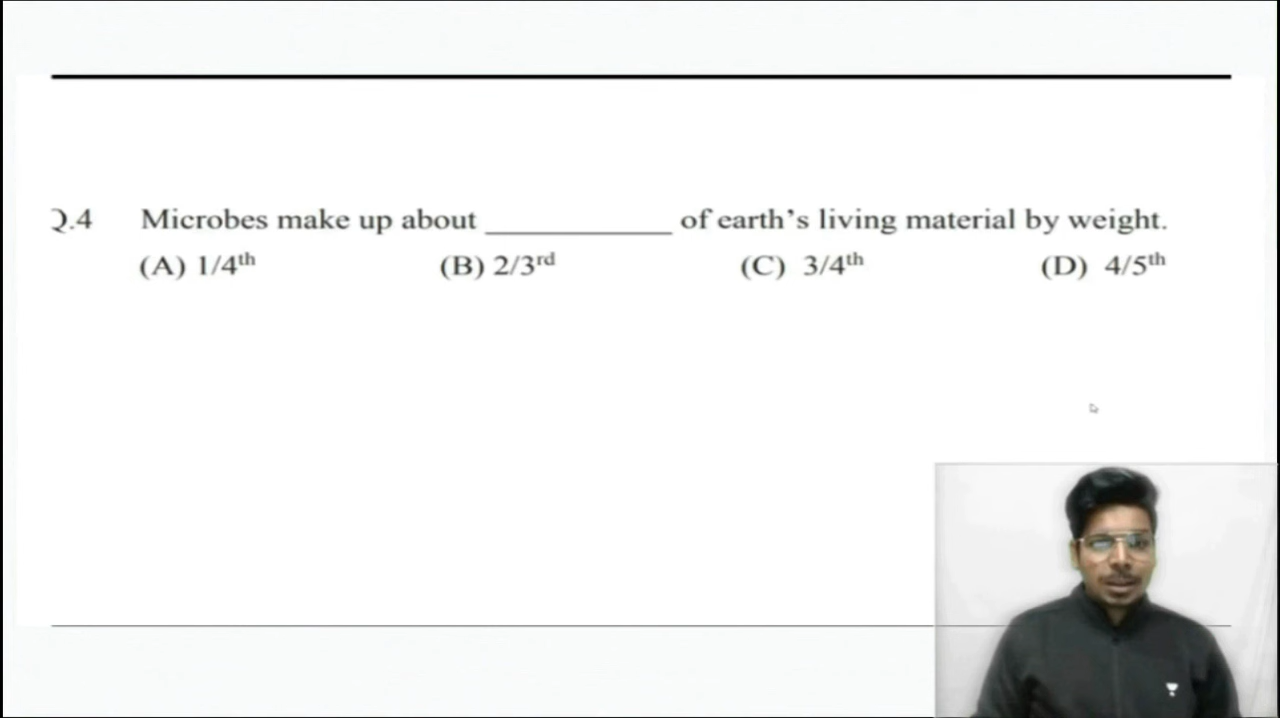 Q.4 Microbes make up about ____________ of earth’s living material by weight.
(A) 1/4th (B) 2/3rd (C) 3/4th (D) 4/5th